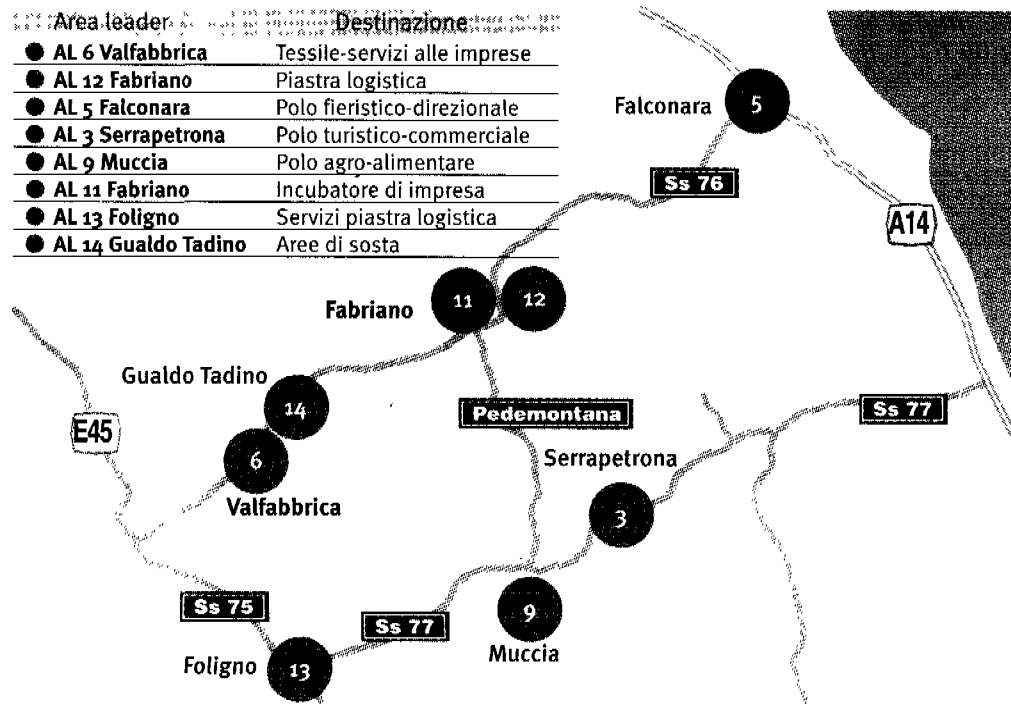 Area leader Destinazione
AL 6 Valfabbrica Tessile-servizi alle imprese
AL 12 Fabriano Piastra logistica
AL 5 Falconara Polo fieristico-direzionale
AL 3 Serrapetrona Polo turistico-commerciale
AL 9 Muccia Polo agro-alimentare
AL 11 Fabriano Incubatore di impresa
AL 13 Foligno Servizi piastra logistica
AL 14 Gualdo Tadino Aree di sosta
Falconara 5
Ss 76
A14
Fabriano 11 12
Gualdo Tadino
14
Pedemontana
Ss 77
E45
6
Serrapetrona
Valfabbrica
3
Ss 75
9
Ss 77
Muccia
Foligno 13